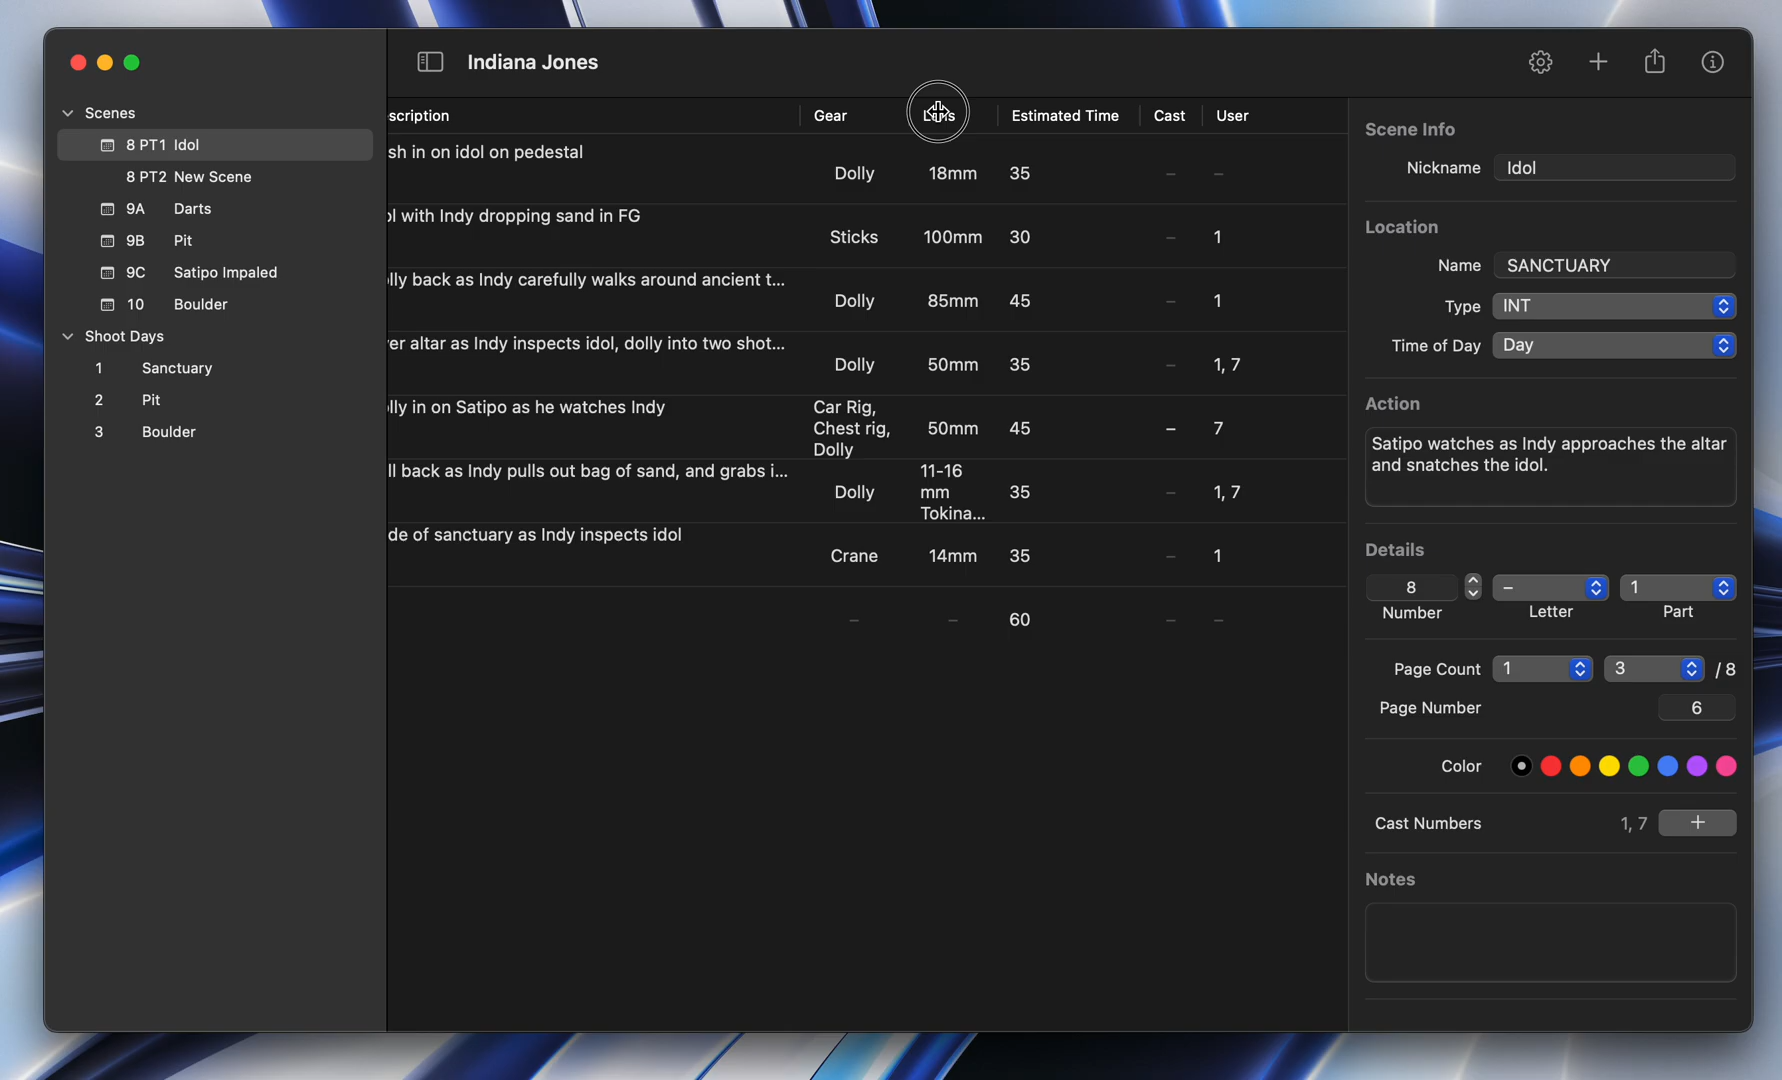 Indiana Jones
Scenes
8 PT1 Idol
8 PT2 New Scene
9A Darts
9B Pit
9C Satipo Impaled
10 Boulder
Shoot Days
1 Sanctuary
2 Pit
3 Boulder
scription Gear Estimated Time Cast User
sh in on idol on pedestal
Dolly 18mm 35 – –
ol with Indy dropping sand in FG
Sticks 100mm 30 – 1
lly back as Indy carefully walks around ancient t...
Dolly 85mm 45 – 1
er altar as Indy inspects idol, dolly into two shot...
Dolly 50mm 35 – 1, 7
lly in on Satipo as he watches Indy
Car Rig,
Chest rig,
Dolly
50mm 45 – 7
ll back as Indy pulls out bag of sand, and grabs i...
Dolly
11-16
mm
Tokina...
35 – 1, 7
de of sanctuary as Indy inspects idol
Crane 14mm 35 – 1
– – 60 – –
Scene Info
Nickname Idol
Location
Name SANCTUARY
Type INT
Time of Day Day
Action
Satipo watches as Indy approaches the altar
and snatches the idol.
Details
8 – 1
Number Letter Part
Page Count 1 3 / 8
Page Number 6
Color
Cast Numbers 1, 7 +
Notes